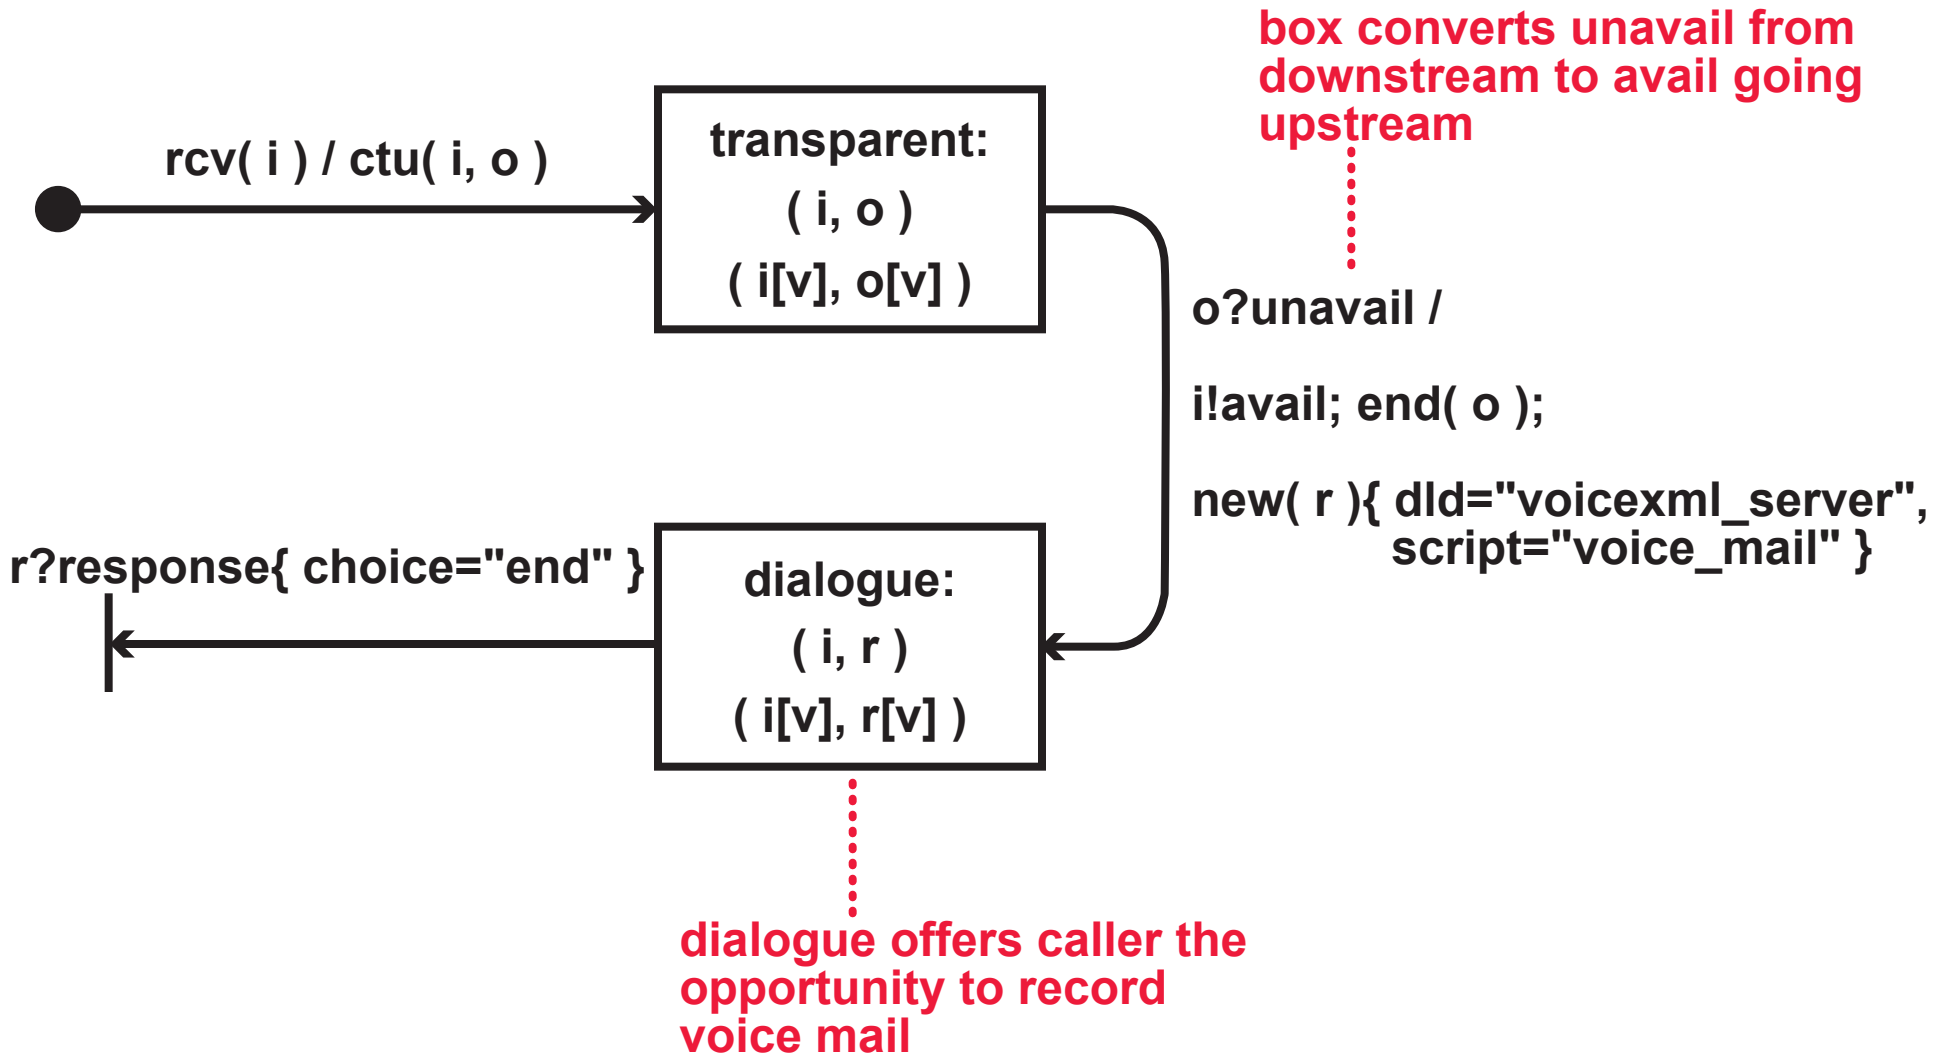 box converts unavail from
downstream to avail going
upstream
rcv( i ) / ctu( i, o )
transparent:
( i, o )
( i[v], o[v] )
o?unavail /
i!avail; end( o );
new( r ){ dId="voicexml_server",
script="voice_mail" }
r?response{ choice="end" }
dialogue:
( i, r )
( i[v], r[v] )
dialogue offers caller the
opportunity to record
voice mail